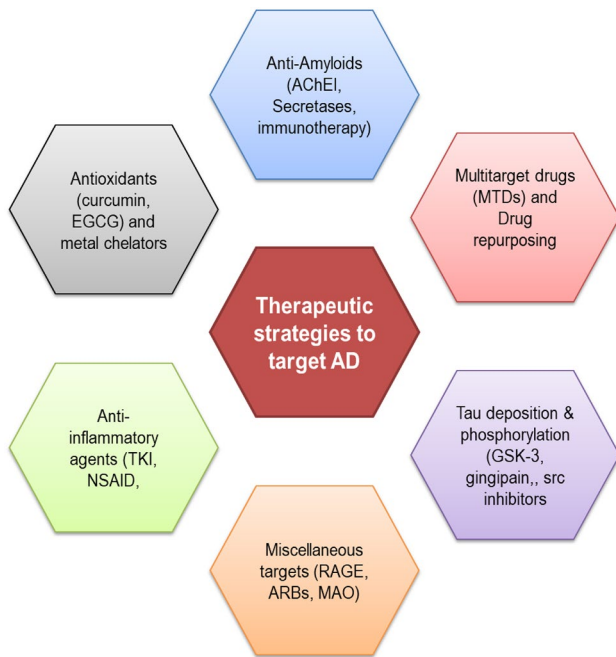 Anti-Amyloids
(AChEI,
Secretases,
immunotherapy)
Multitarget drugs
(MTDs) and
Drug
repurposing
Antioxidants
(curcumin,
EGCG) and
metal chelators
Therapeutic
strategies to
target AD
Anti-
inflammatory
agents (TKI,
NSAID,
Tau deposition &
phosphorylation
(GSK-3,
gingipain,, src
inhibitors
Miscellaneous
targets (RAGE,
ARBs, MAO)